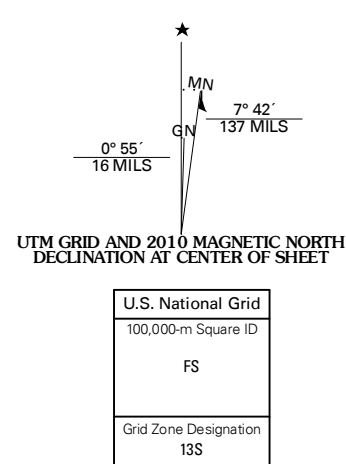 ★
MN
GN
7° 42´
137 MILS
0° 55´
16 MILS
UTM GRID AND 2010 MAGNETIC NORTH
DECLINATION AT CENTER OF SHEET
U.S. National Grid
100,000-m Square ID
FS
Grid Zone Designation
13S